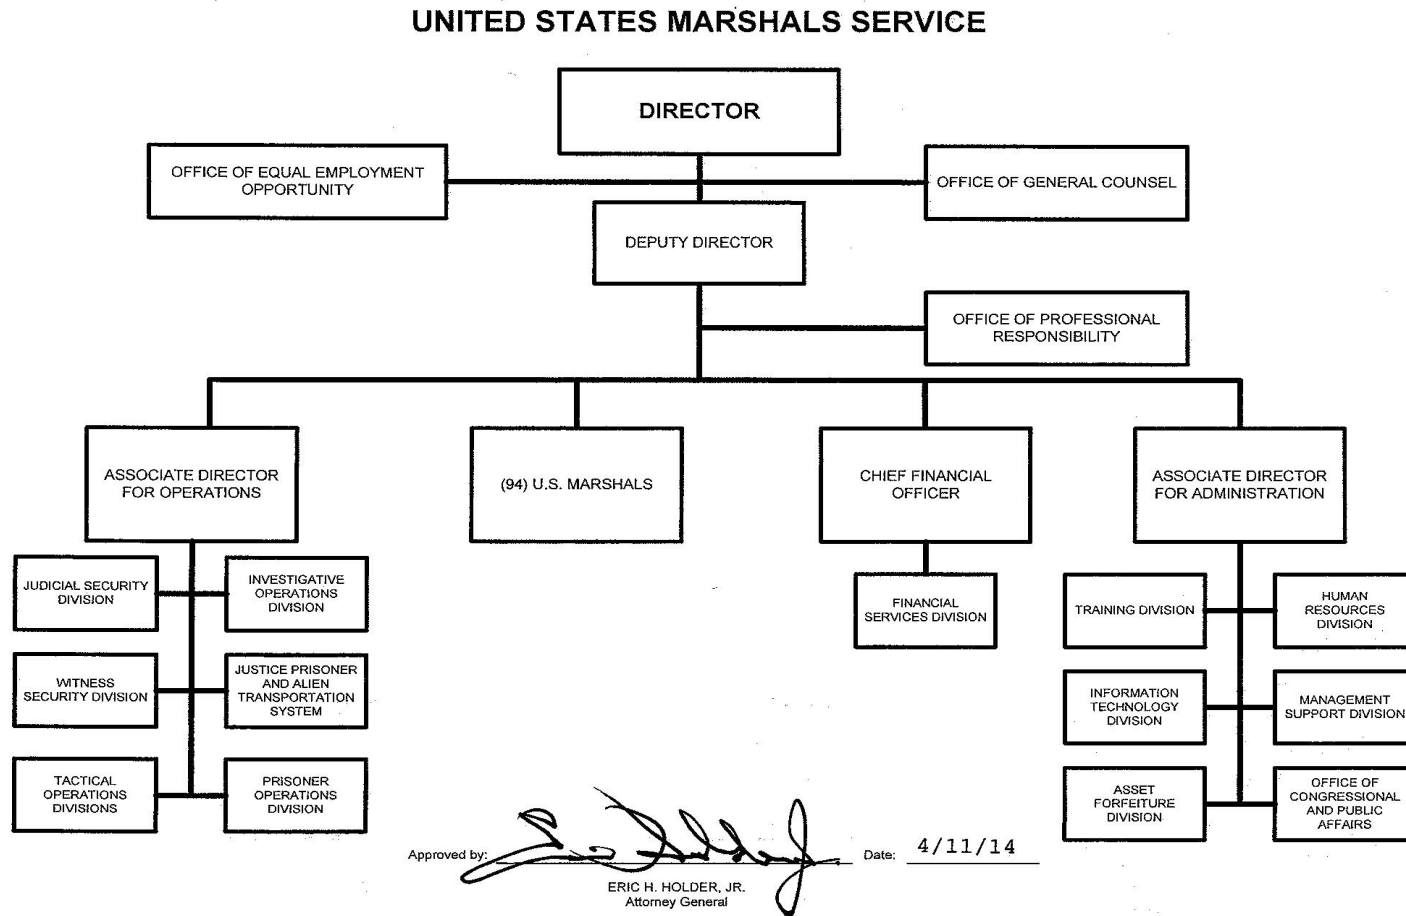 UNITED STATES MARSHALS SERVICE
DIRECTOR
OFFICE OF EQUAL EMPLOYMENT
OPPORTUNITY
OFFICE OF GENERAL COUNSEL
DEPUTY DIRECTOR
OFFICE OF PROFESSIONAL
RESPONSIBILITY
ASSOCIATE DIRECTOR
FOR OPERATIONS
(94) U.S. MARSHALS
CHIEF FINANCIAL
OFFICER
ASSOCIATE DIRECTOR
FOR ADMINISTRATION
JUDICIAL SECURITY
DIVISION
INVESTIGATIVE
OPERATIONS
DIVISION
FINANCIAL
SERVICES DIVISION
TRAINING DIVISION
HUMAN
RESOURCES
DIVISION
WITNESS
SECURITY DIVISION
JUSTICE PRISONER
AND ALIEN
TRANSPORTATION
SYSTEM
INFORMATION
TECHNOLOGY
DIVISION
MANAGEMENT
SUPPORT DIVISION
TACTICAL
OPERATIONS
DIVISIONS
PRISONER
OPERATIONS
DIVISION
ASSET
FORFEITURE
DIVISION
OFFICE OF
CONGRESSIONAL
AND PUBLIC
AFFAIRS
Approved by:
Date: 4/11/14
ERIC H. HOLDER, JR.
Attorney General